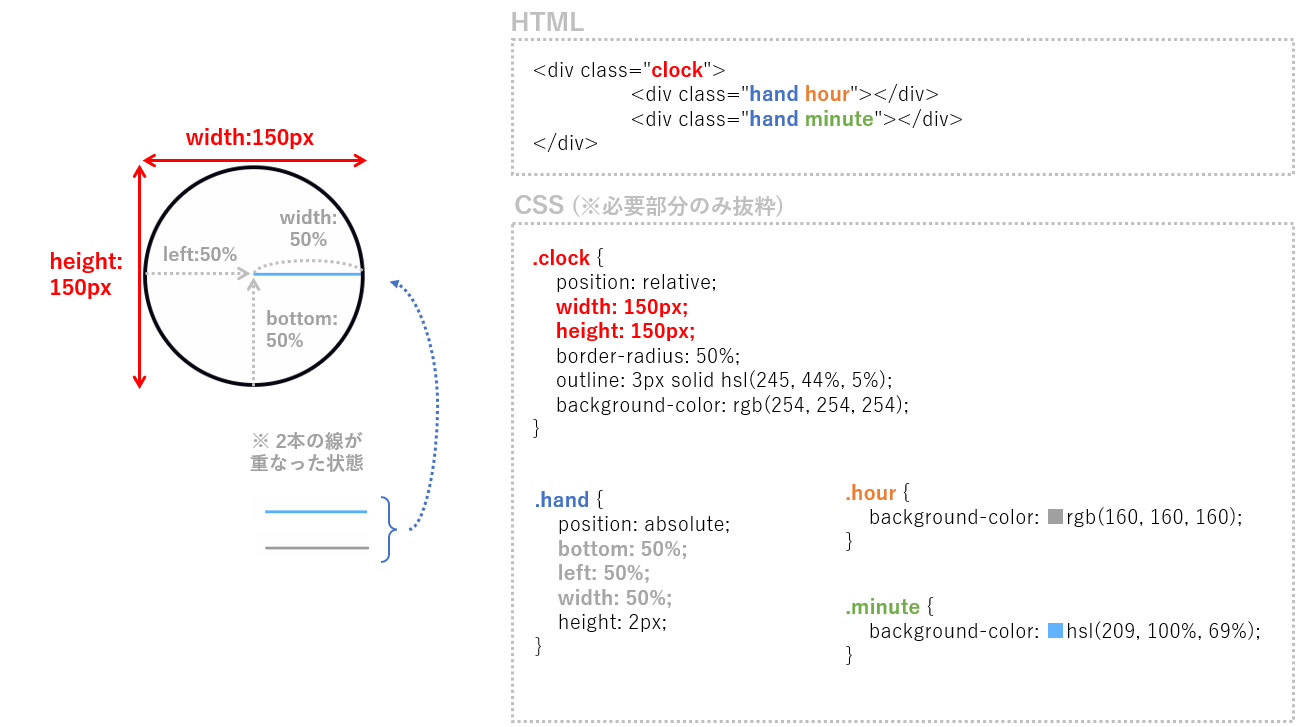 HTML
<div class="clock">
<div class="hand hour"></div>
<div class="hand minute"></div>
</div>
width:150px
height:
150px
width:
50%
left:50%
bottom:
50%
※ 2本の線が
重なった状態
CSS (※必要部分のみ抜粋)
.clock {
position: relative;
width: 150px;
height: 150px;
border-radius: 50%;
outline: 3px solid hsl(245, 44%, 5%);
background-color: rgb(254, 254, 254);
}
.hand {
position: absolute;
bottom: 50%;
left: 50%;
width: 50%;
height: 2px;
}
.hour {
background-color: rgb(160, 160, 160);
}
.minute {
background-color: hsl(209, 100%, 69%);
}